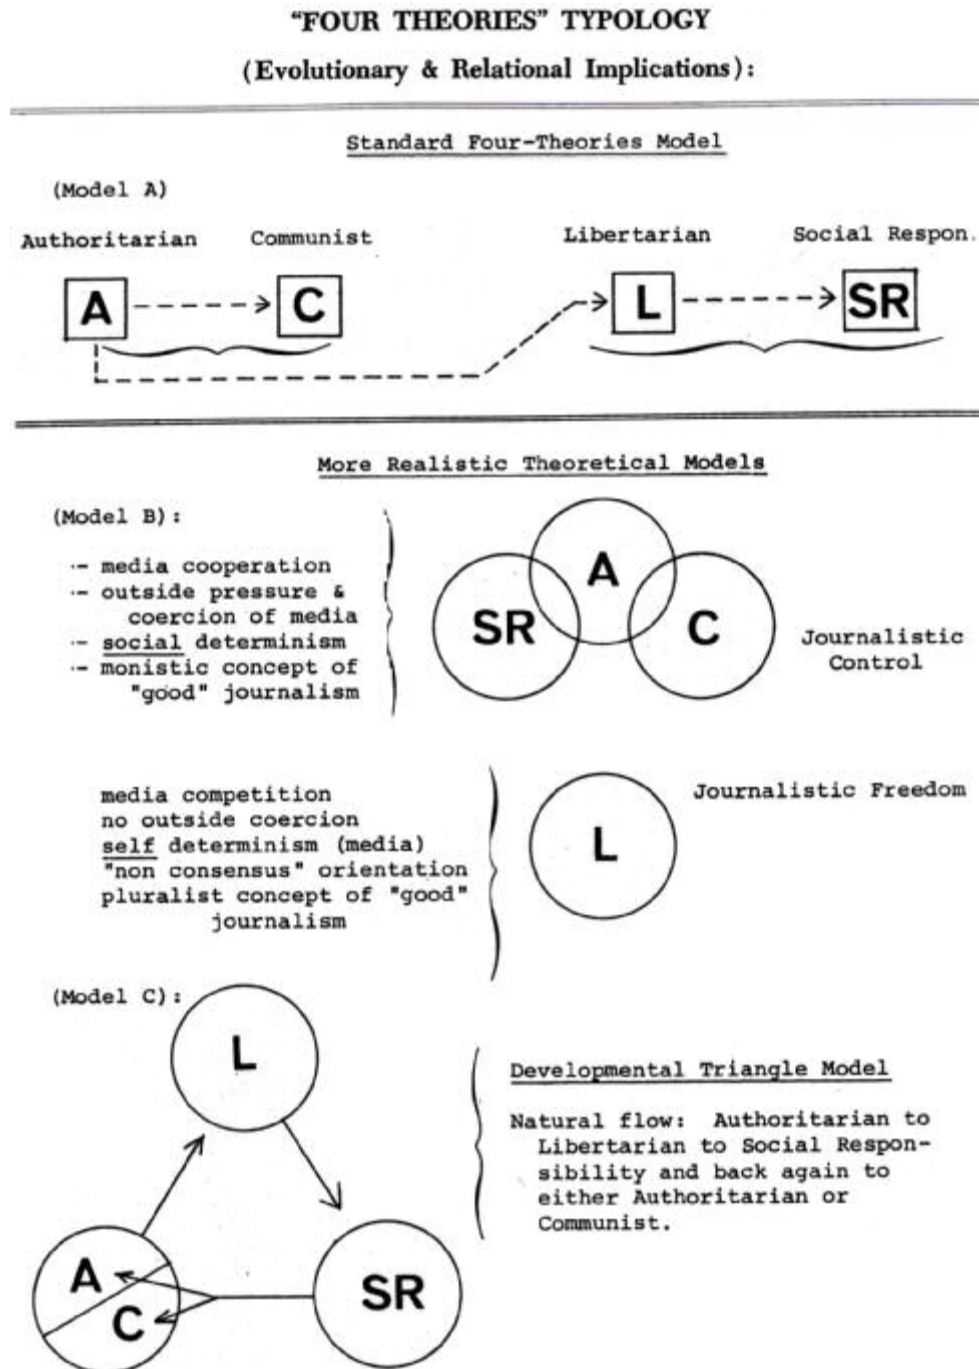 "FOUR THEORIES" TYPOLOGY
(Evolutionary & Relational Implications):
Standard Four-Theories Model
(Model A)
Authoritarian Communist Libertarian Social Respon.
A C L SR
More Realistic Theoretical Models
(Model B):
- media cooperation
- outside pressure &
coercion of media
- social determinism
- monistic concept of
"good" journalism
SR A C
Journalistic
Control
media competition
no outside coercion
self determinism (media)
"non consensus" orientation
pluralist concept of "good"
journalism
L
Journalistic Freedom
(Model C):
L
A
C
SR
Developmental Triangle Model
Natural flow: Authoritarian to
Libertarian to Social Respon-
sibility and back again to
either Authoritarian or
Communist.